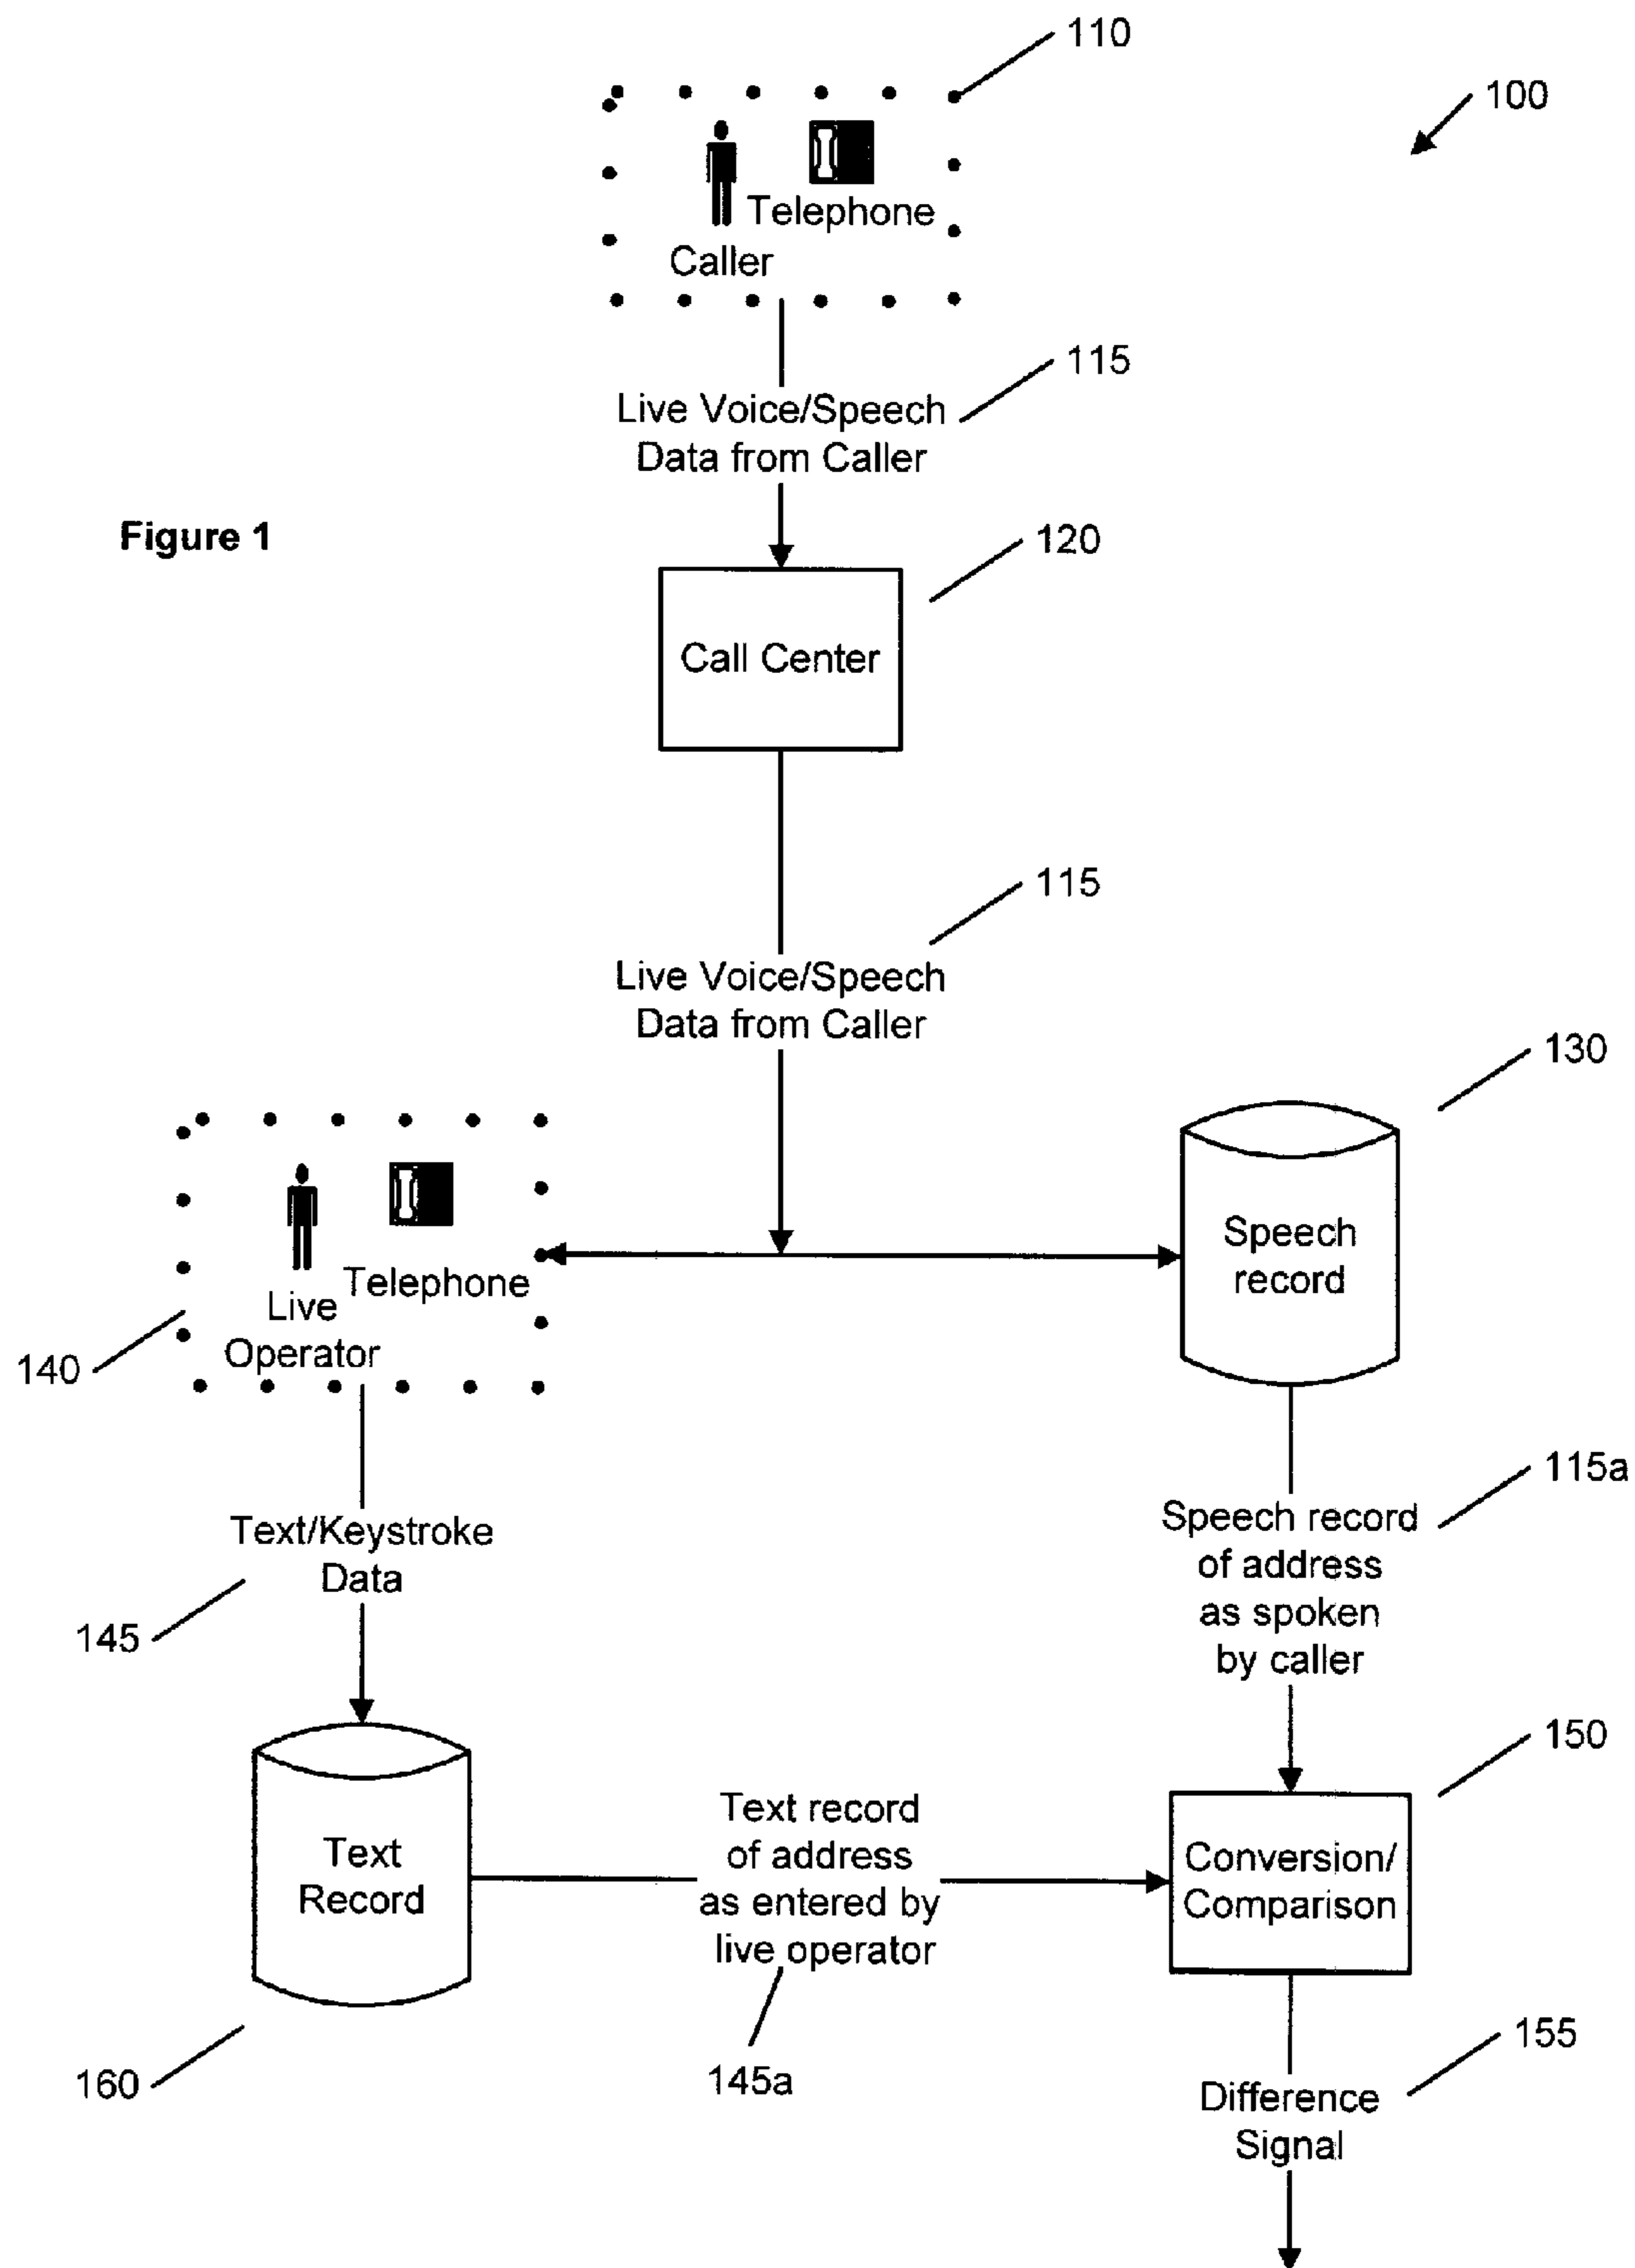 110
100
Telephone
Caller
115
Live Voice/Speech
Data from Caller
Figure 1
120
Call Center
115
Live Voice/Speech
Data from Caller
130
Speech
record
Telephone
Live
Operator
140
115a
Text/Keystroke
Data
Speech record
of address
as spoken
by caller
145
150
Text
Record
Text record
of address
as entered by
live operator
Conversion/
Comparison
160
145a
155
Difference
Signal